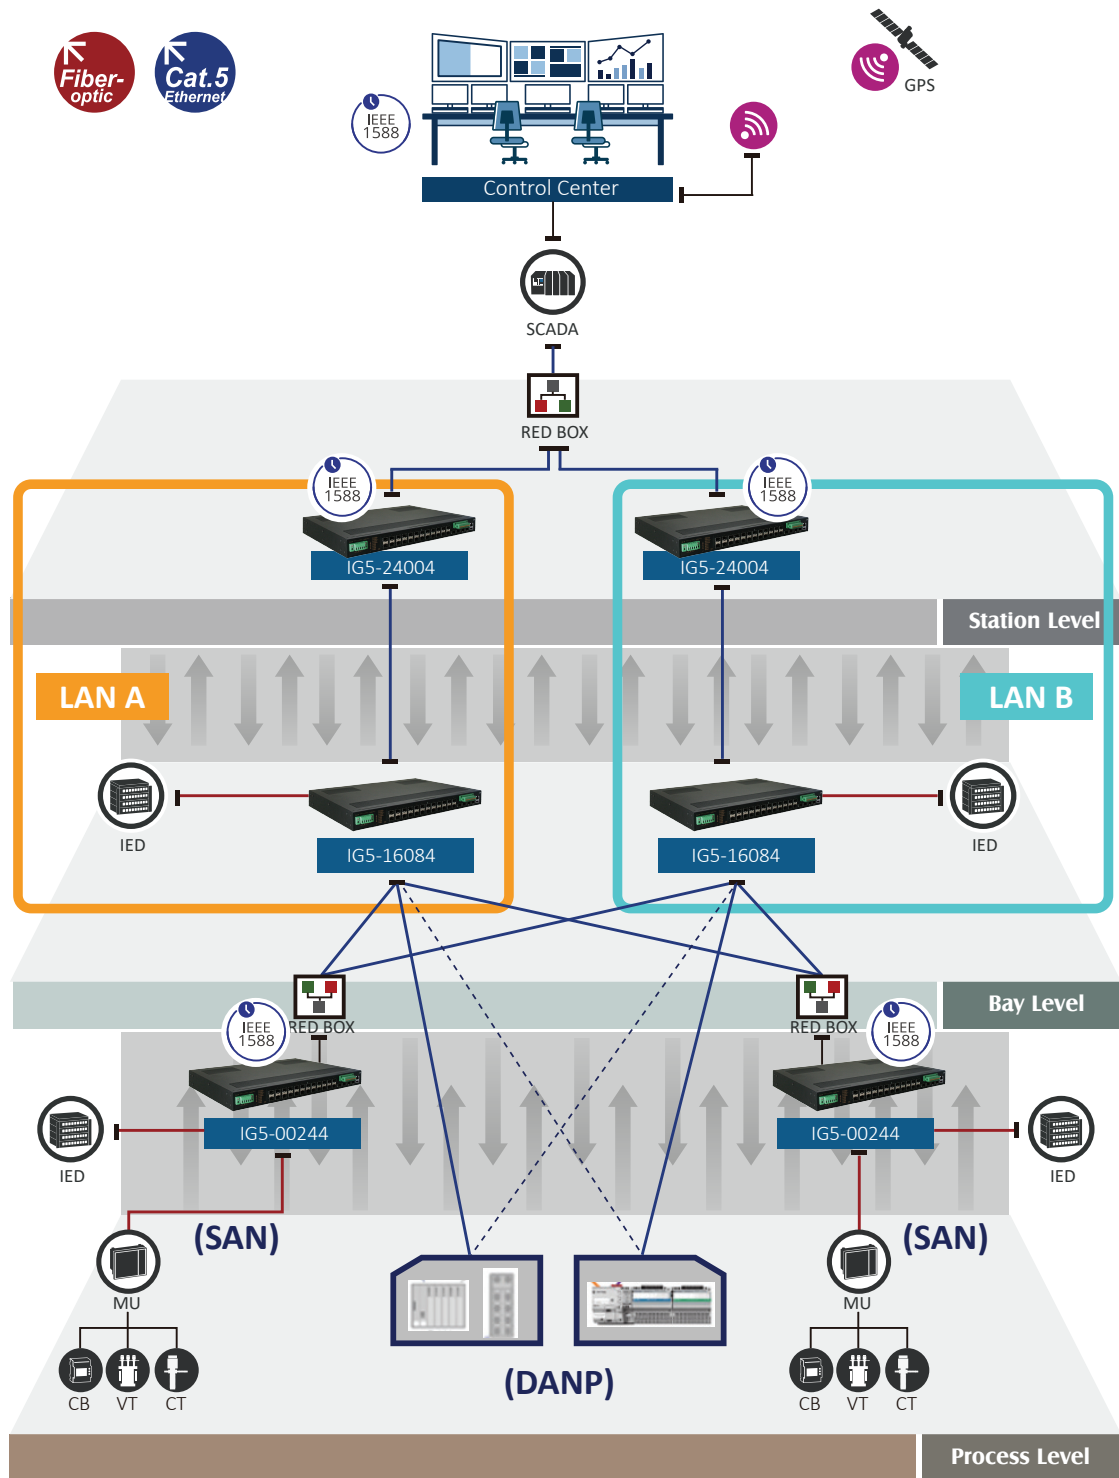 Fiber-
optic
Cat.5
Ethernet
IEEE
1588
GPS
Control Center
SCADA
RED BOX
IEEE
1588
IEEE
1588
IG5-24004
IG5-24004
Station Level
LAN A
LAN B
IED
IED
IG5-16084
IG5-16084
Bay Level
RED BOX
RED BOX
IEEE
1588
IEEE
1588
IG5-00244
IG5-00244
IED
IED
(SAN)
(SAN)
MU
MU
(DANP)
CB
VT
CT
CB
VT
CT
Process Level